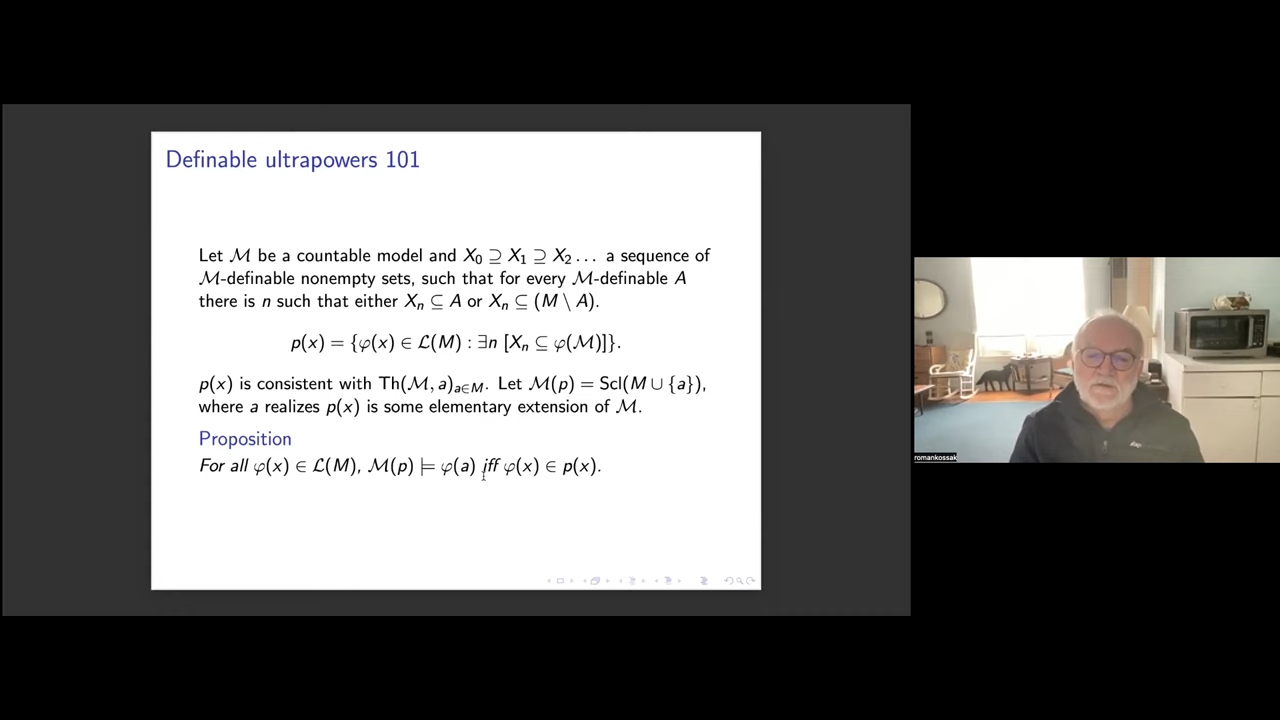 Definable ultrapowers 101
Let ℳ be a countable model and X₀ ⊇ X₁ ⊇ X₂ … a sequence of
ℳ-definable nonempty sets, such that for every ℳ-definable A
there is n such that either Xₙ ⊆ A or Xₙ ⊆ (M \ A).
p(x) = {φ(x) ∈ ℒ(M) : ∃n [Xₙ ⊆ φ(ℳ)]}.
p(x) is consistent with Th(ℳ, a)ₐ∈M. Let ℳ(p) = Scl(M ∪ {a}),
where a realizes p(x) is some elementary extension of ℳ.
Proposition
For all φ(x) ∈ ℒ(M), ℳ(p) ⊨ φ(a) iff φ(x) ∈ p(x).
romankossak